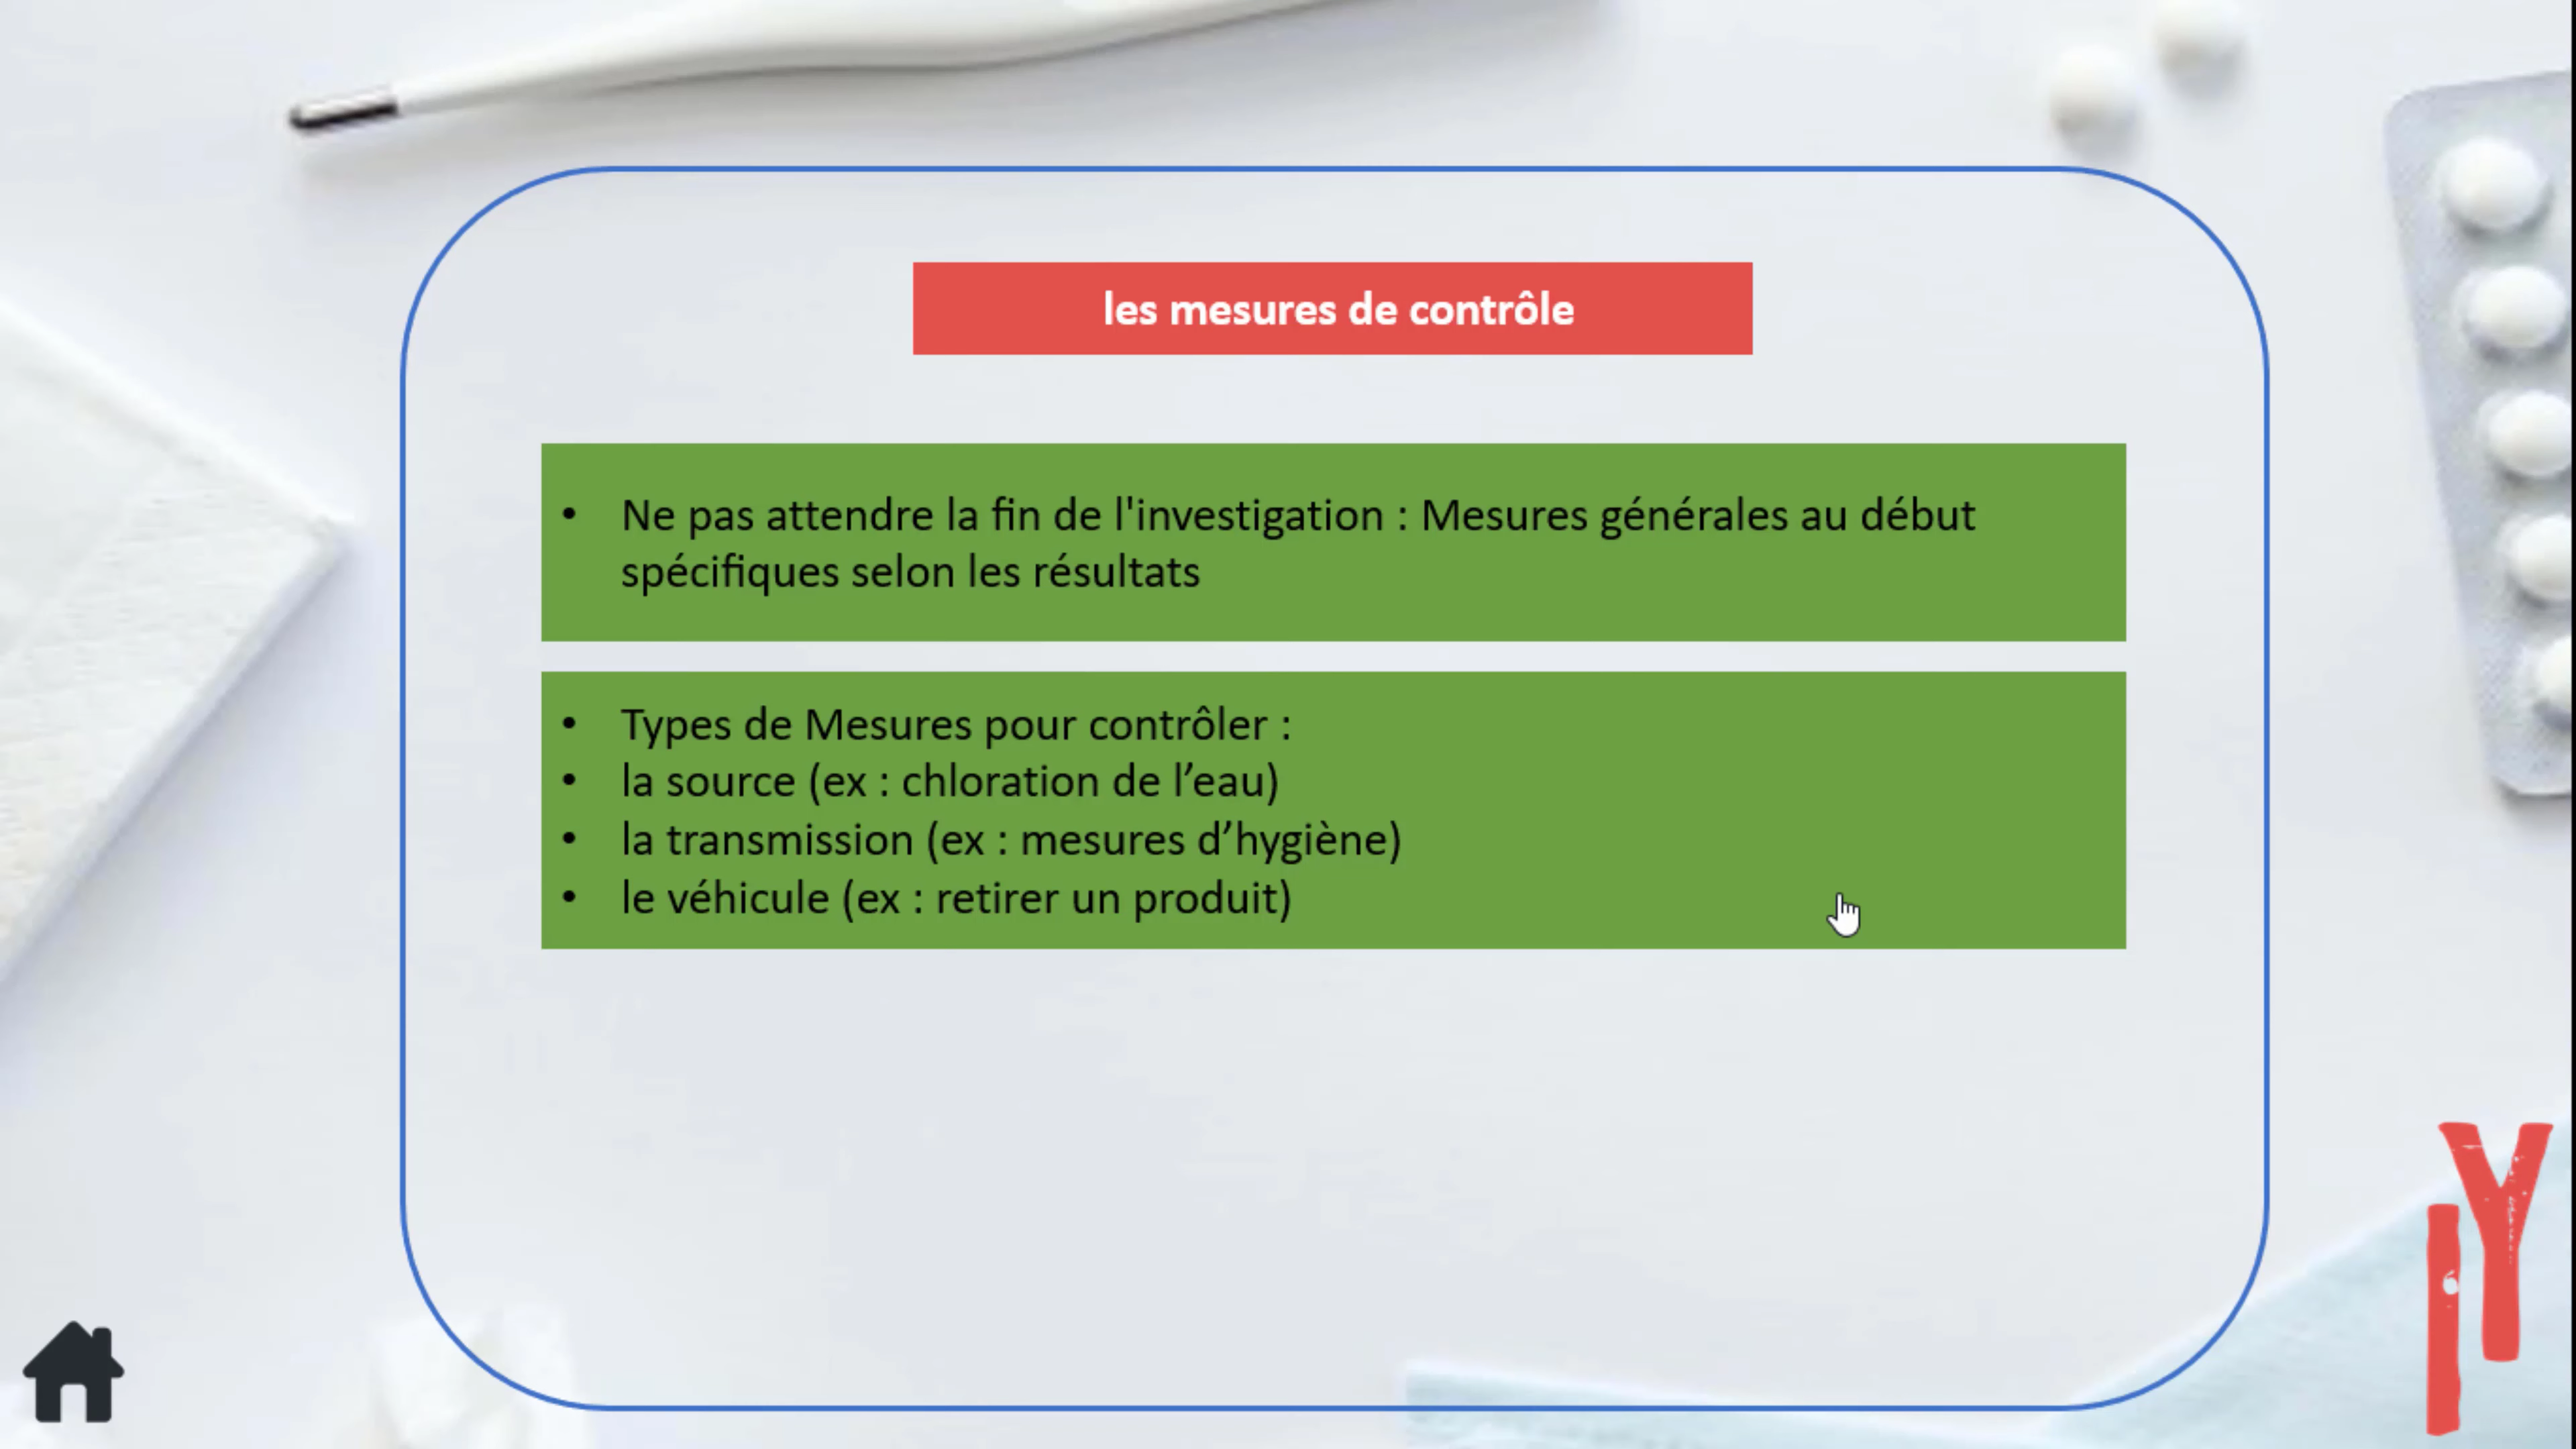 les mesures de contrôle
• Ne pas attendre la fin de l'investigation : Mesures générales au début
spécifiques selon les résultats
• Types de Mesures pour contrôler :
• la source (ex : chloration de l’eau)
• la transmission (ex : mesures d’hygiène)
• le véhicule (ex : retirer un produit)